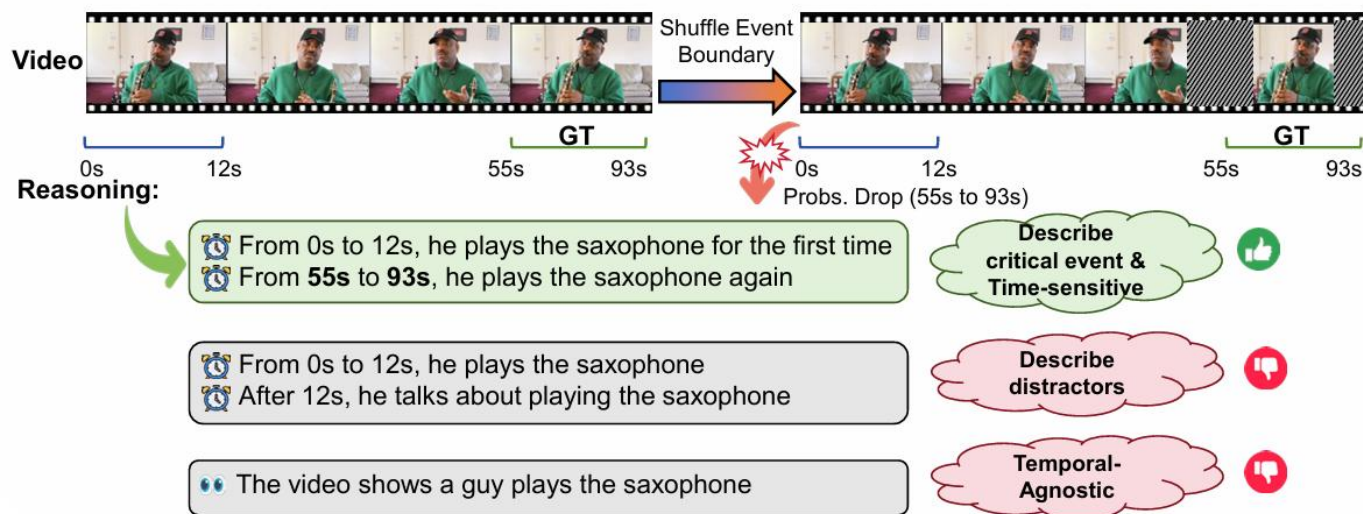 Shuffle Event
Boundary
Video
GT
GT
0s
12s
55s
93s
0s
12s
55s
93s
Reasoning:
Probs. Drop (55s to 93s)
From 0s to 12s, he plays the saxophone for the first time
From 55s to 93s, he plays the saxophone again
Describe
critical event &
Time-sensitive
From 0s to 12s, he plays the saxophone
After 12s, he talks about playing the saxophone
Describe
distractors
The video shows a guy plays the saxophone
Temporal-
Agnostic